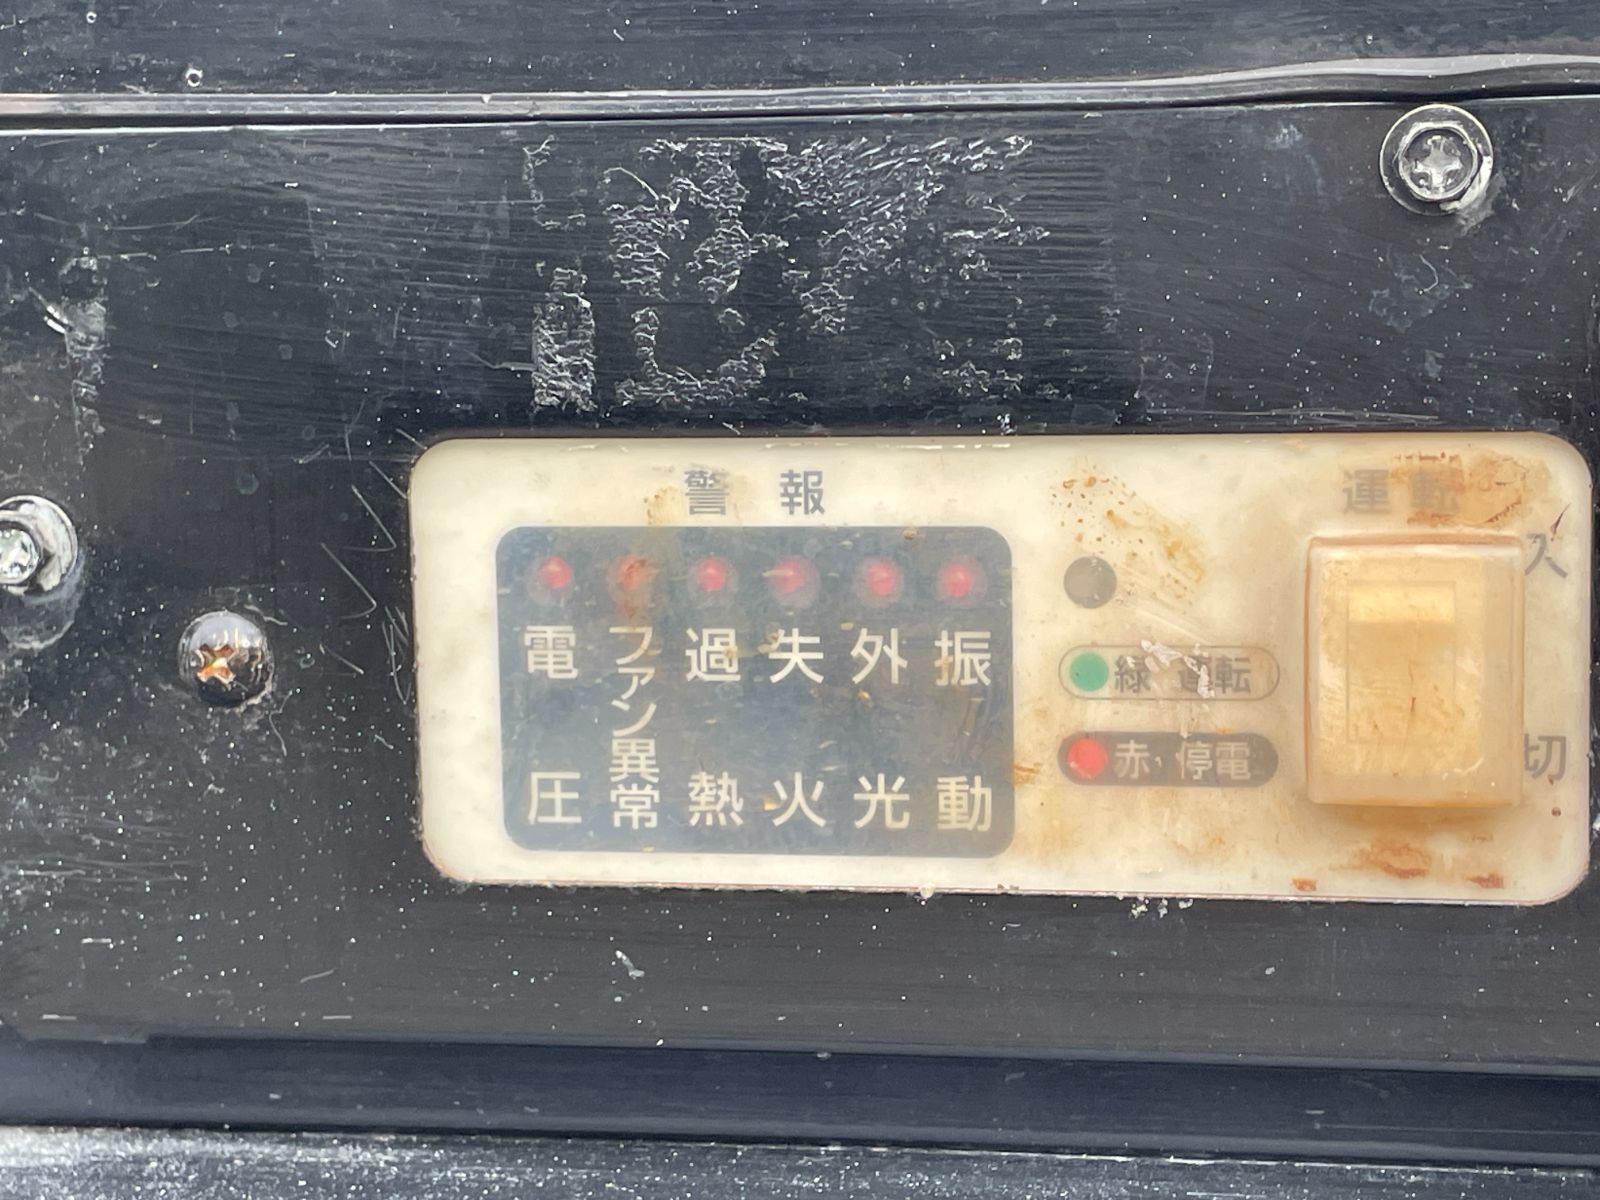 警報
運転
入
電圧
ファン異常
過熱
失火
外光
振動
緑 運転
赤 停電
切